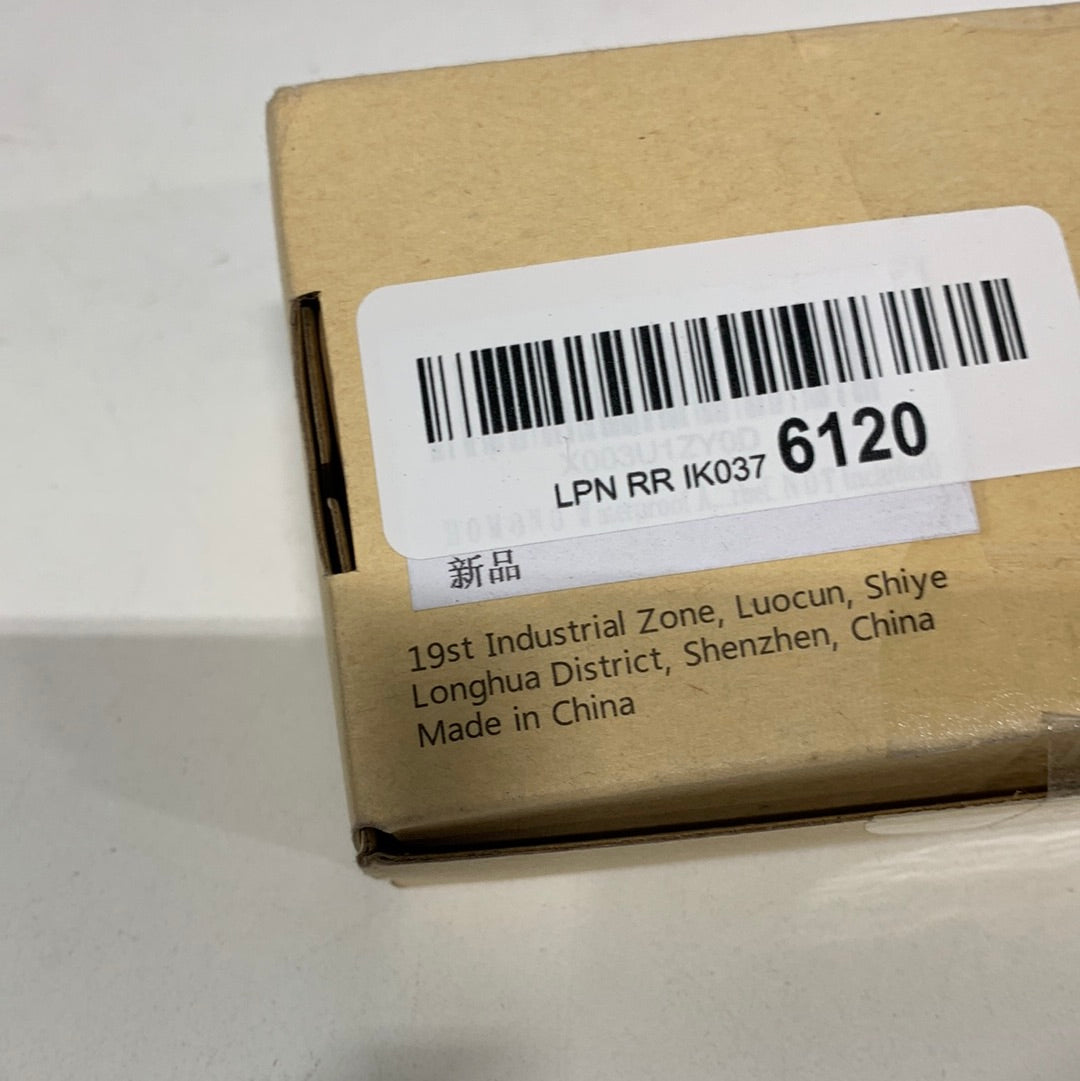 X003U1ZY0D
LPN RR IK037 6120
新品
19st Industrial Zone, Luocun, Shiye
Longhua District, Shenzhen, China
Made in China